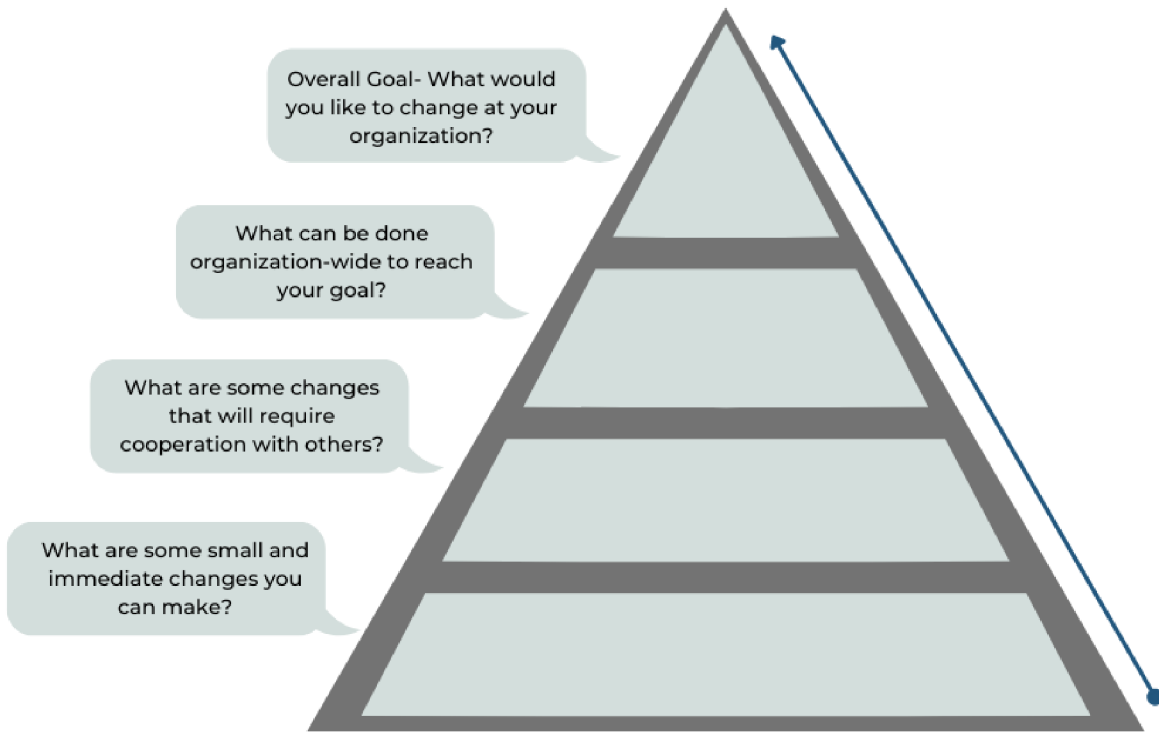 Overall Goal- What would
you like to change at your
organization?
What can be done
organization-wide to reach
your goal?
What are some changes
that will require
cooperation with others?
What are some small and
immediate changes you
can make?